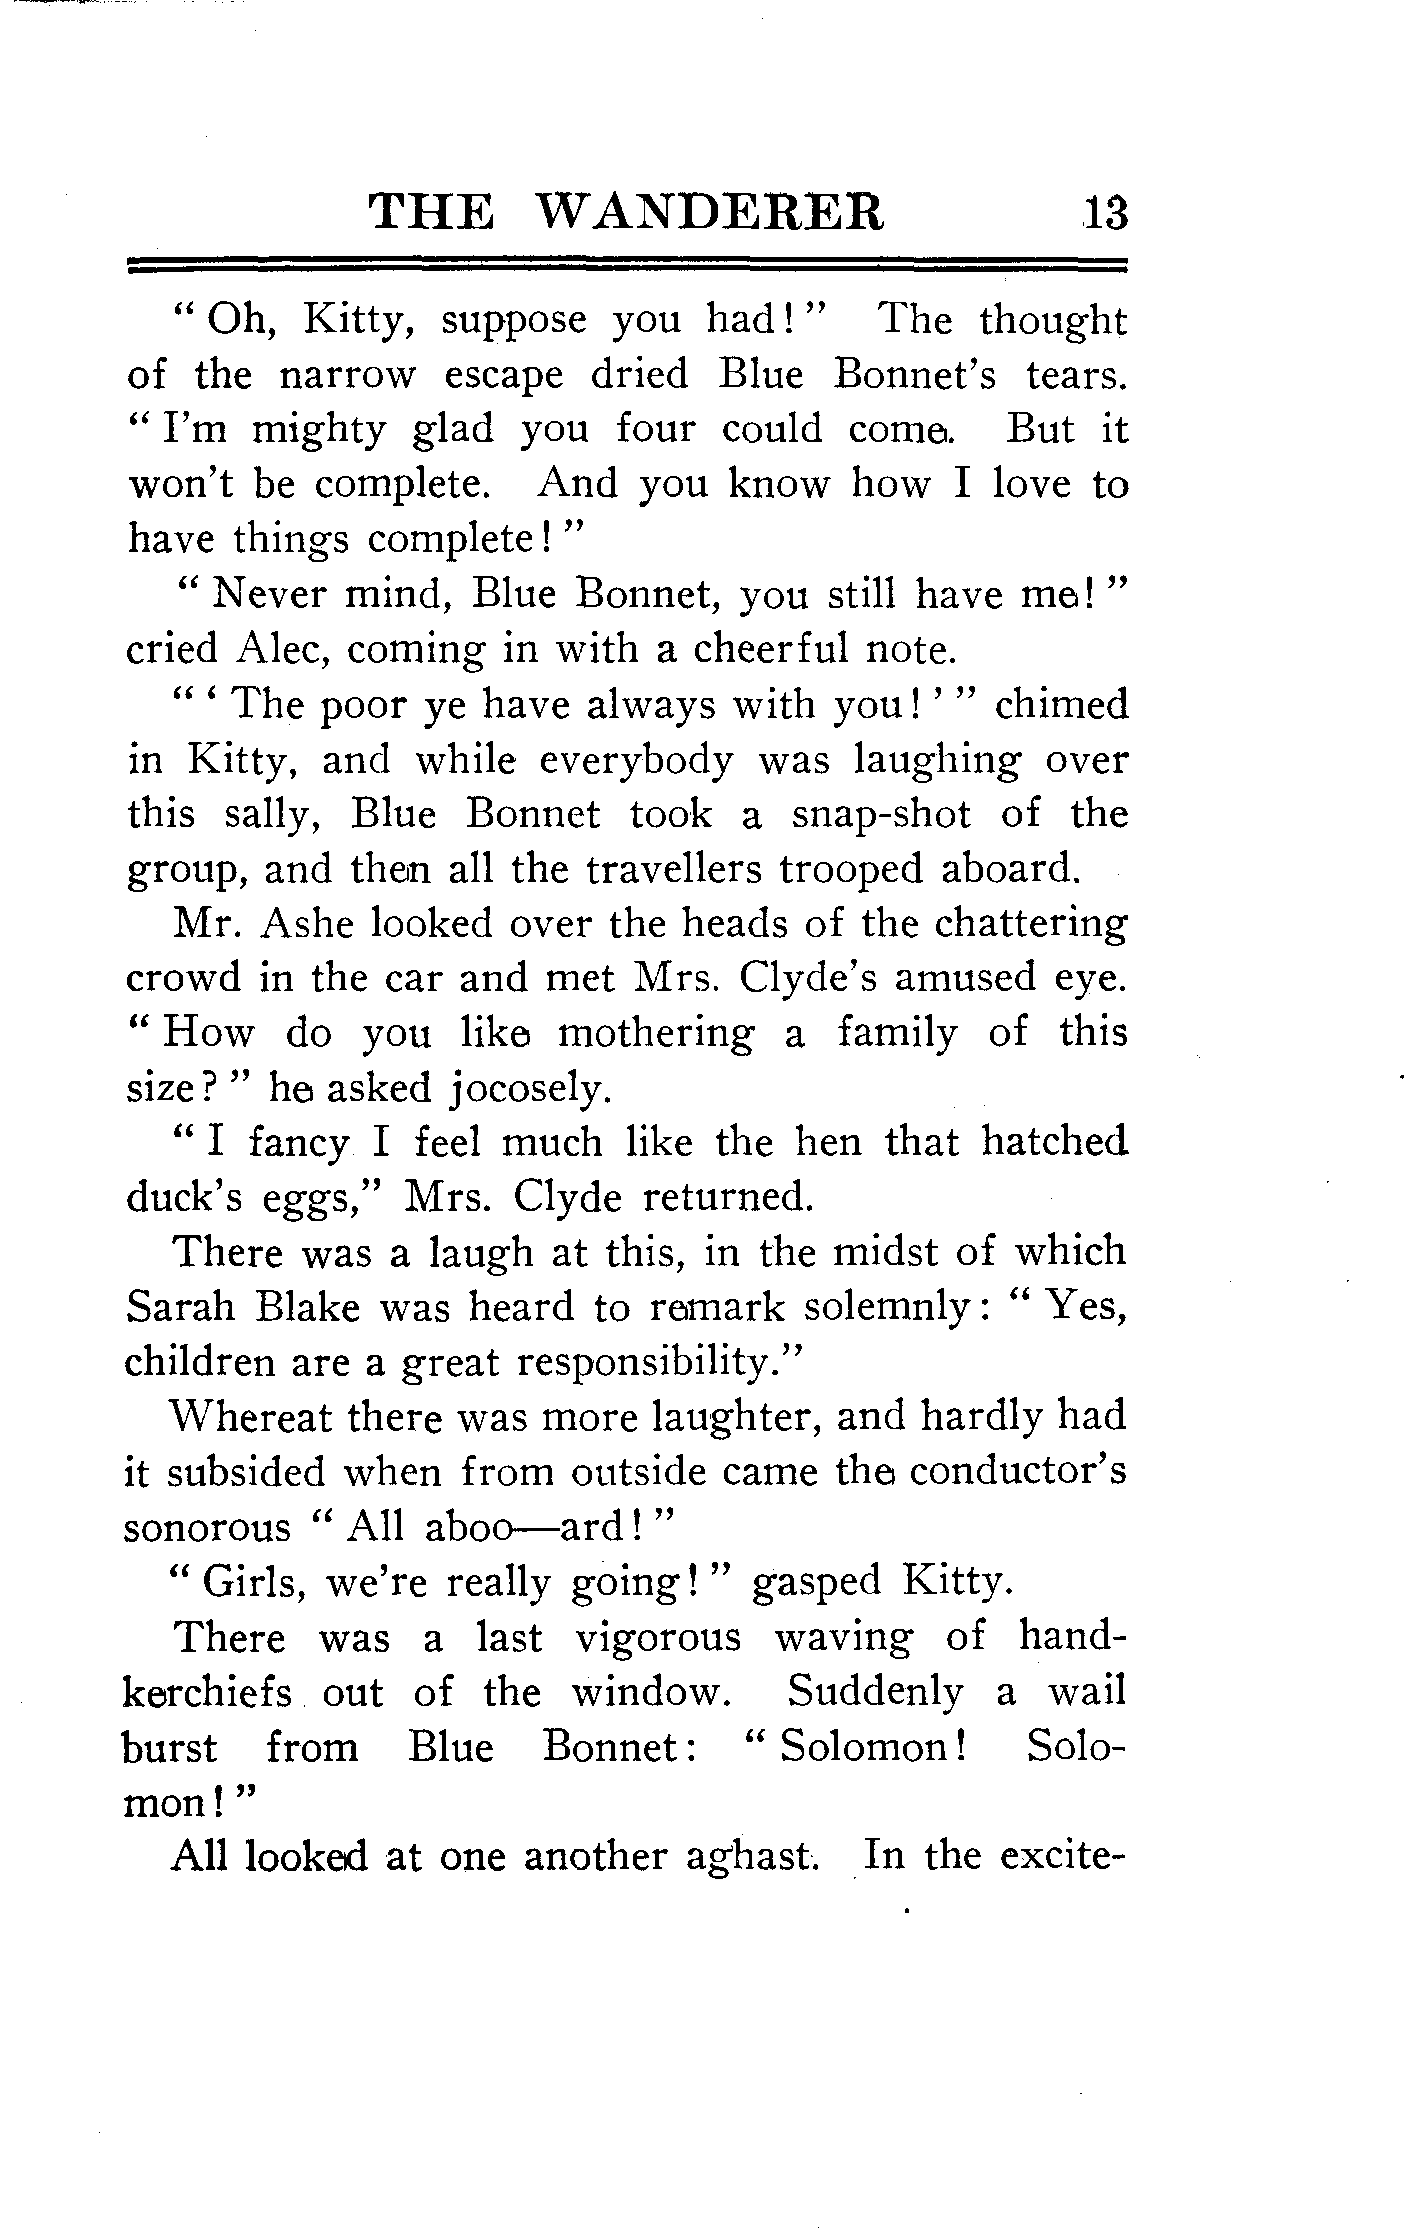 THE WANDERER 13
" Oh, Kitty, suppose you had! " The thought
of the narrow escape dried Blue Bonnet's tears.
" I'm mighty glad you four could come. But it
won't be complete. And you know how I love to
have things complete! "
" Never mind, Blue Bonnet, you still have me! "
cried Alec, coming in with a cheerful note.
" ' The poor ye have always with you! ' " chimed
in Kitty, and while everybody was laughing over
this sally, Blue Bonnet took a snap-shot of the
group, and then all the travellers trooped aboard.
Mr. Ashe looked over the heads of the chattering
crowd in the car and met Mrs. Clyde's amused eye.
" How do you like mothering a family of this
size? " he asked jocosely.
" I fancy I feel much like the hen that hatched
duck's eggs," Mrs. Clyde returned.
There was a laugh at this, in the midst of which
Sarah Blake was heard to remark solemnly: " Yes,
children are a great responsibility."
Whereat there was more laughter, and hardly had
it subsided when from outside came the conductor's
sonorous " All aboo—ard! "
" Girls, we're really going! " gasped Kitty.
There was a last vigorous waving of hand-
kerchiefs out of the window. Suddenly a wail
burst from Blue Bonnet: " Solomon! Solo-
mon! "
All looked at one another aghast. In the excite-